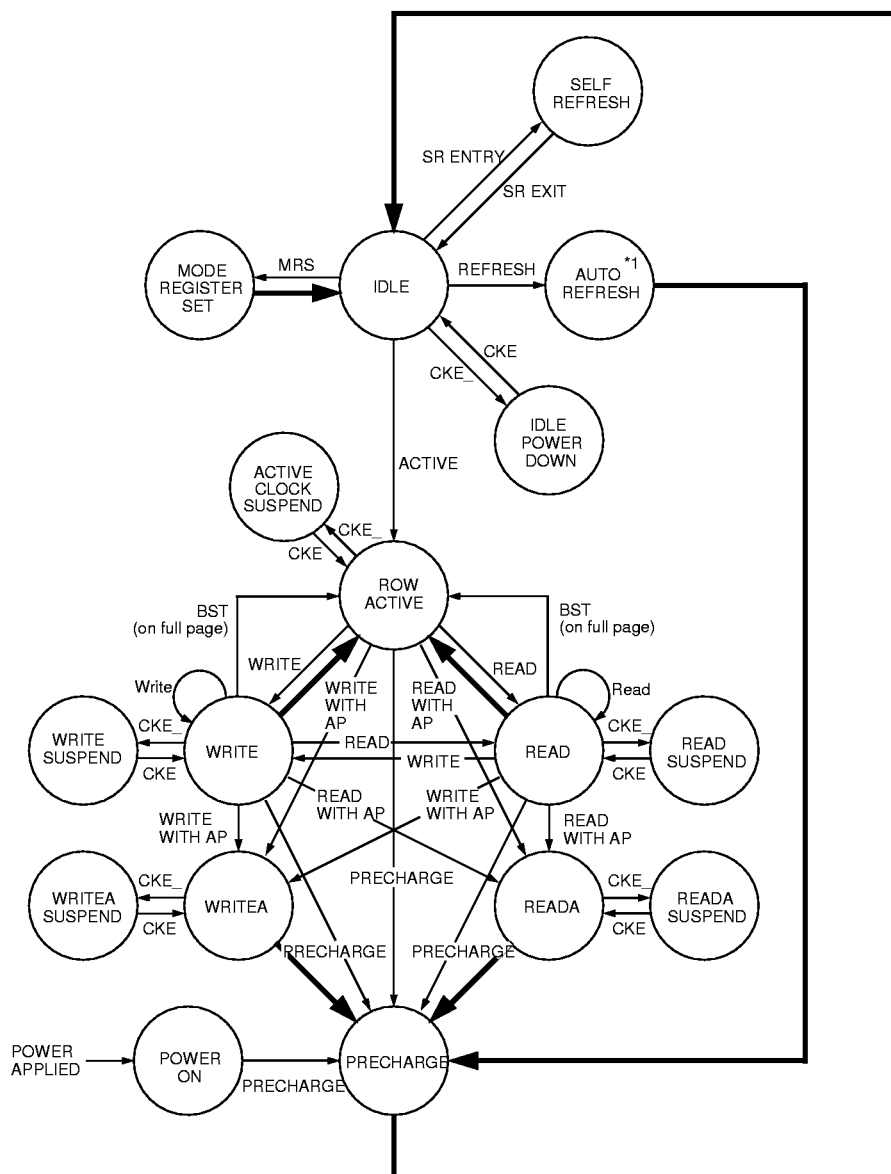 SELF
REFRESH
SR ENTRY
SR EXIT
MODE
REGISTER
SET
MRS
IDLE
REFRESH
AUTO *1
REFRESH
CKE
CKE_
IDLE
POWER
DOWN
ACTIVE
ACTIVE
CLOCK
SUSPEND
CKE_
CKE
ROW
ACTIVE
BST
(on full page)
BST
(on full page)
WRITE
READ
Write
WRITE
WITH
AP
READ
WITH
AP
Read
WRITE
SUSPEND
CKE_
CKE
WRITE
READ
WRITE
READ
CKE_
CKE
READ
SUSPEND
WRITE
WITH AP
READ
WITH AP
WRITE
WITH AP
READ
WITH AP
WRITEA
SUSPEND
CKE_
CKE
WRITEA
PRECHARGE
READA
CKE_
CKE
READA
SUSPEND
PRECHARGE
PRECHARGE
POWER
APPLIED
POWER
ON
PRECHARGE
PRECHARGE